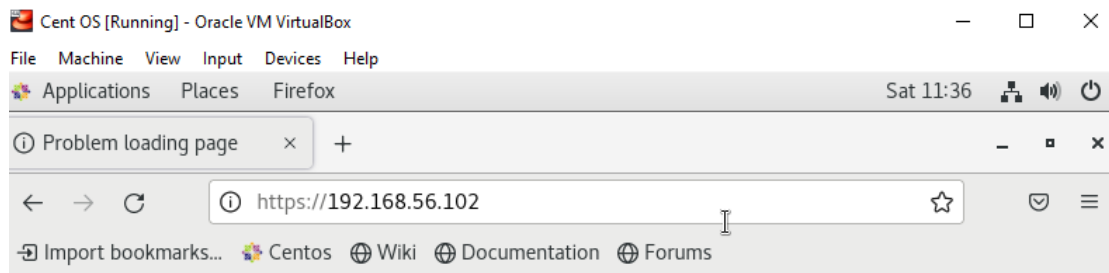 Cent OS [Running] - Oracle VM VirtualBox
File Machine View Input Devices Help
Applications Places Firefox Sat 11:36
Problem loading page
https://192.168.56.102
Import bookmarks... Centos Wiki Documentation Forums